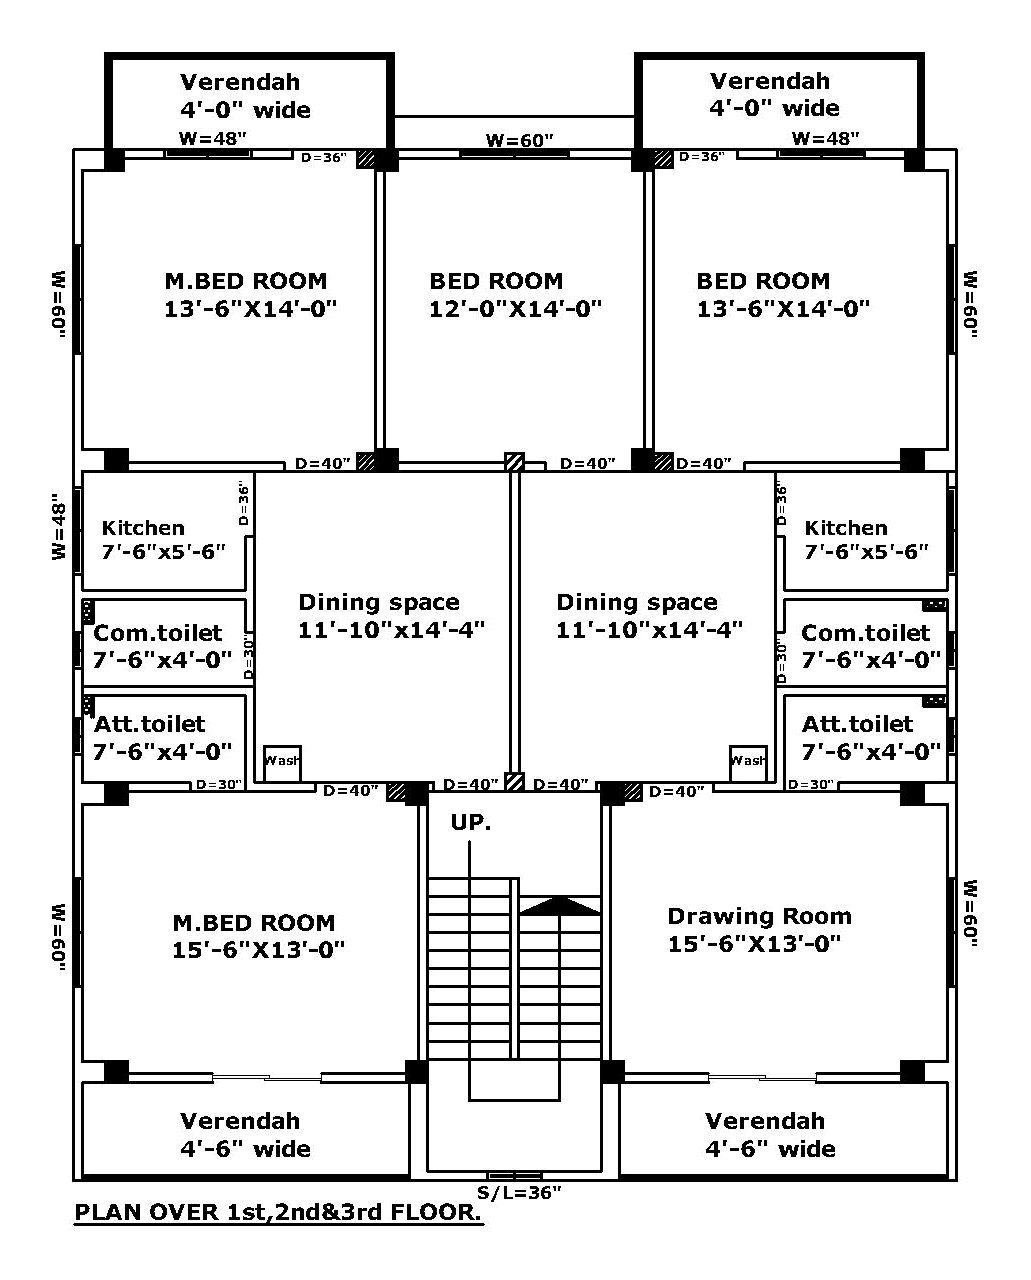 Verendah
4'-0" wide
W=48"
Verendah
4'-0" wide
W=48"
W=60"
D=36"
D=36"
M.BED ROOM
13'-6"X14'-0"
BED ROOM
12'-0"X14'-0"
BED ROOM
13'-6"X14'-0"
W=60"
W=60"
D=40"
D=40"
D=40"
W=48"
Kitchen
7'-6"x5'-6"
D=36"
D=36"
Kitchen
7'-6"x5'-6"
Dining space
11'-10"x14'-4"
Dining space
11'-10"x14'-4"
Com.toilet
7'-6"x4'-0"
D=30"
D=30"
Com.toilet
7'-6"x4'-0"
Att.toilet
7'-6"x4'-0"
Wash
Wash
Att.toilet
7'-6"x4'-0"
D=30"
D=40"
D=40"
D=40"
D=40"
D=30"
UP.
M.BED ROOM
15'-6"X13'-0"
Drawing Room
15'-6"X13'-0"
W=60"
W=60"
Verendah
4'-6" wide
Verendah
4'-6" wide
S/L=36"
PLAN OVER 1st,2nd&3rd FLOOR.